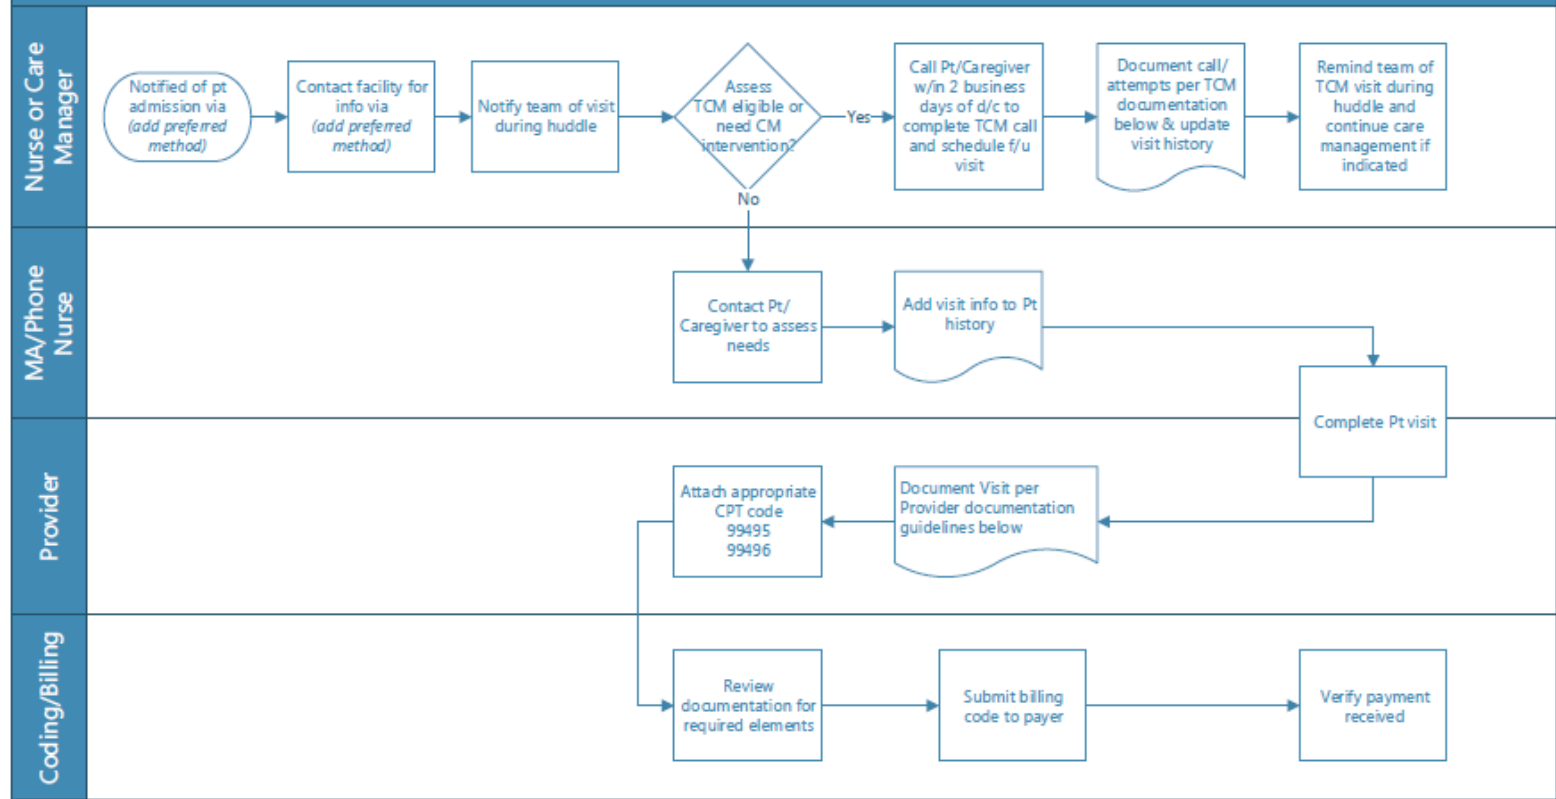 Nurse or Care
Manager
Notified of pt
admission via
(add preferred
method)
Contact facility for
info via
(add preferred
method)
Notify team of visit
during huddle
Assess
TCM eligible or
need CM
intervention?
Yes
No
Call Pt/Caregiver
w/in 2 business
days of d/c to
complete TCM call
and schedule f/u
visit
Document call/
attempts per TCM
documentation
below & update
visit history
Remind team of
TCM visit during
huddle and
continue care
management if
indicated
MA/Phone
Nurse
Contact Pt/
Caregiver to assess
needs
Add visit info to Pt
history
Complete Pt visit
Provider
Attach appropriate
CPT code
99495
99496
Document Visit per
Provider documentation
guidelines below
Coding/Billing
Review
documentation for
required elements
Submit billing
code to payer
Verify payment
received